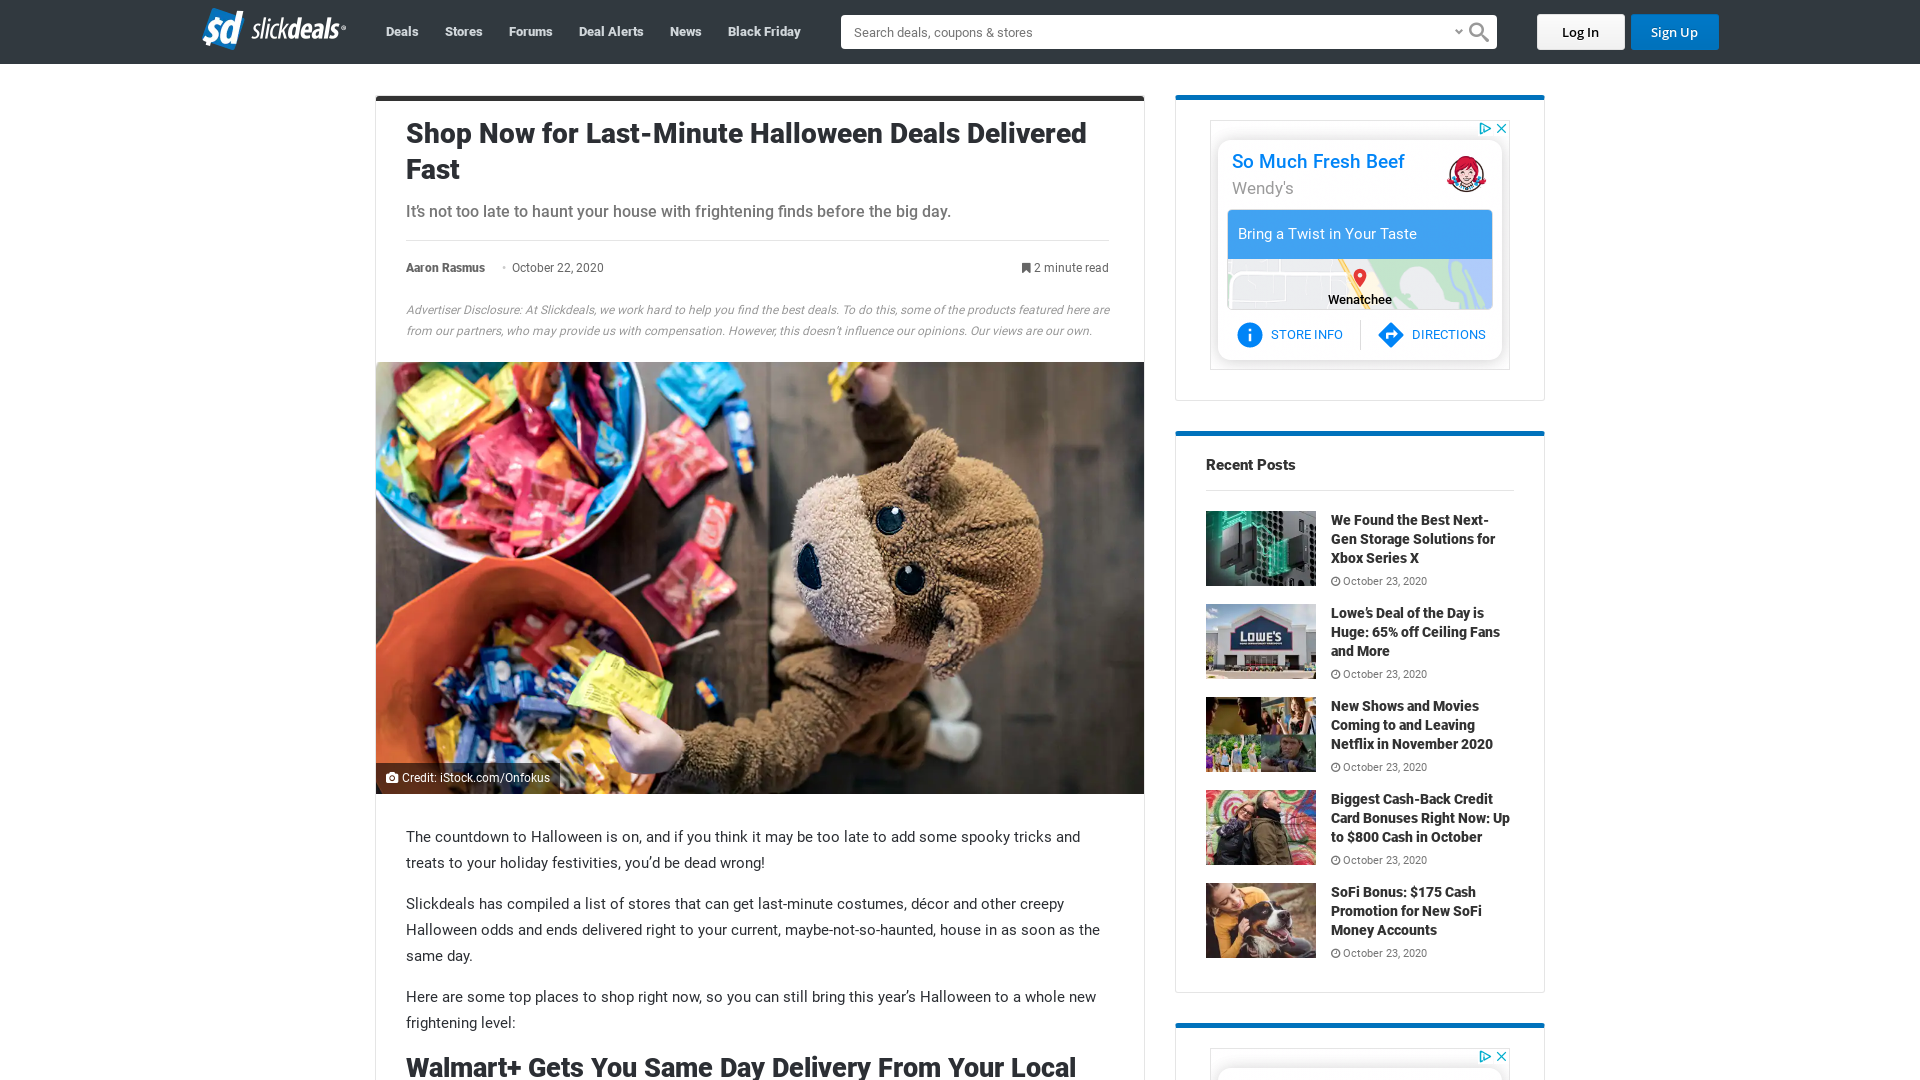 sd slickdeals
Deals
Stores
Forums
Deal Alerts
News
Black Friday
Search deals, coupons & stores
Log In
Sign Up
Shop Now for Last-Minute Halloween Deals Delivered
Fast
It’s not too late to haunt your house with frightening finds before the big day.
Aaron Rasmus
October 22, 2020
2 minute read
Advertiser Disclosure: At Slickdeals, we work hard to help you find the best deals. To do this, some of the products featured here are
from our partners, who may provide us with compensation. However, this doesn’t influence our opinions. Our views are our own.
Credit: iStock.com/Onfokus
The countdown to Halloween is on, and if you think it may be too late to add some spooky tricks and
treats to your holiday festivities, you’d be dead wrong!
Slickdeals has compiled a list of stores that can get last-minute costumes, décor and other creepy
Halloween odds and ends delivered right to your current, maybe-not-so-haunted, house in as soon as the
same day.
Here are some top places to shop right now, so you can still bring this year’s Halloween to a whole new
frightening level:
Walmart+ Gets You Same Day Delivery From Your Local
So Much Fresh Beef
Wendy's
Bring a Twist in Your Taste
Wenatchee
STORE INFO
DIRECTIONS
Recent Posts
We Found the Best Next-
Gen Storage Solutions for
Xbox Series X
October 23, 2020
LOWE'S
Lowe’s Deal of the Day is
Huge: 65% off Ceiling Fans
and More
October 23, 2020
New Shows and Movies
Coming to and Leaving
Netflix in November 2020
October 23, 2020
Biggest Cash-Back Credit
Card Bonuses Right Now: Up
to $800 Cash in October
October 23, 2020
SoFi Bonus: $175 Cash
Promotion for New SoFi
Money Accounts
October 23, 2020